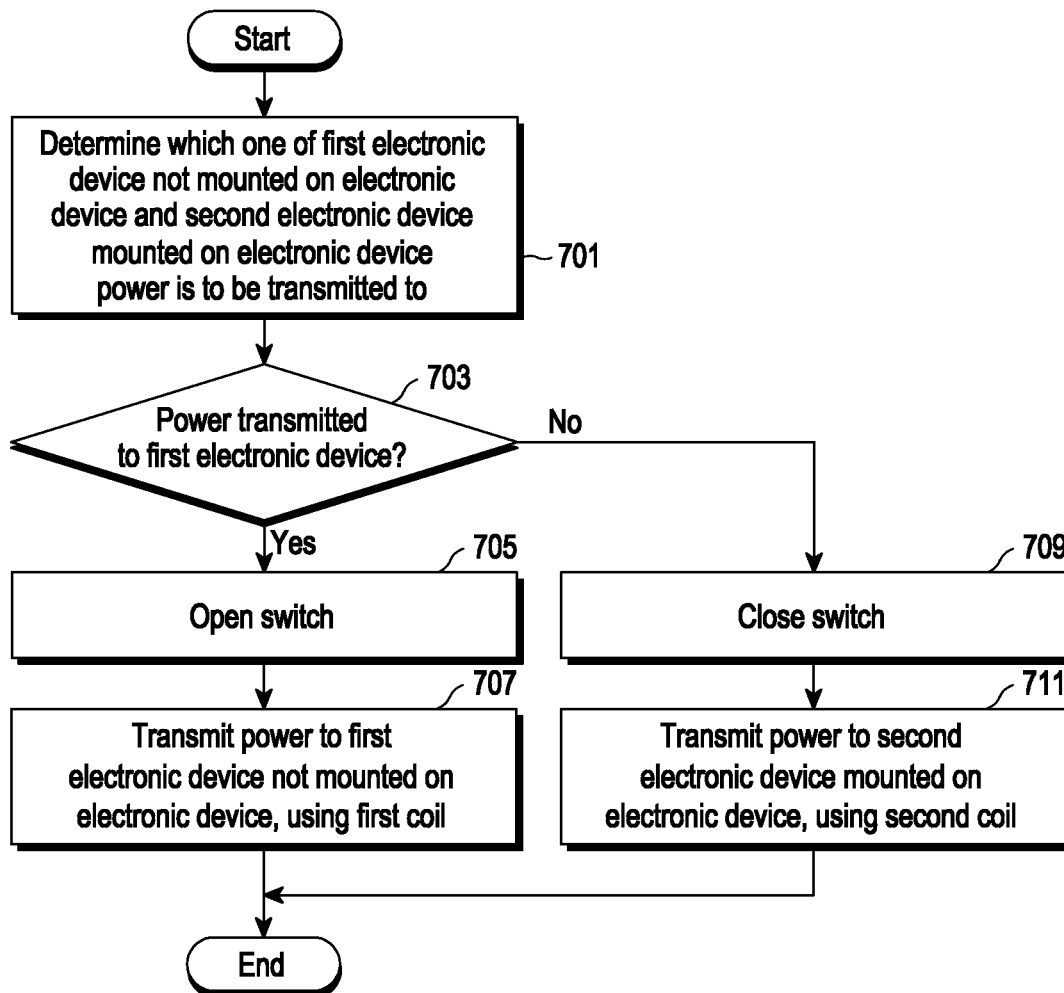 Start
Determine which one of first electronic
device not mounted on electronic
device and second electronic device
mounted on electronic device
power is to be transmitted to
701
703
Power transmitted
to first electronic device?
No
Yes
705
Open switch
709
Close switch
707
Transmit power to first
electronic device not mounted on
electronic device, using first coil
711
Transmit power to second
electronic device mounted on
electronic device, using second coil
End